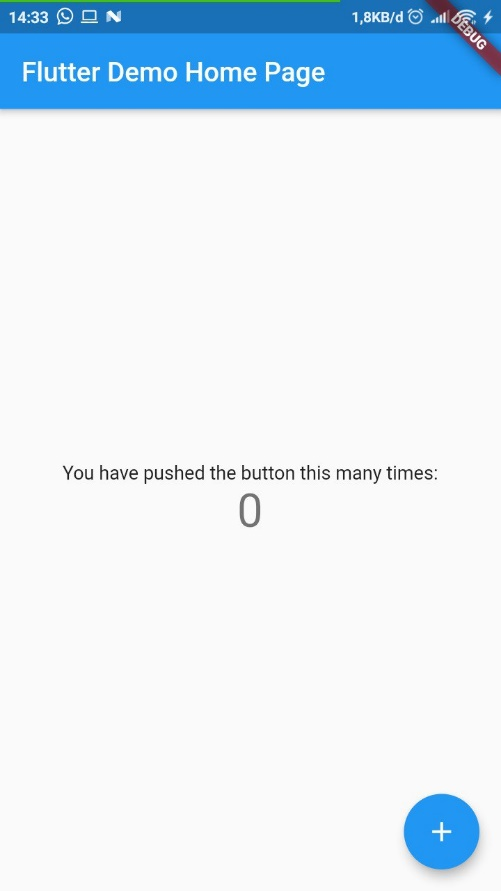 14:33 1,8KB/d
DEBUG
Flutter Demo Home Page
You have pushed the button this many times:
0
+